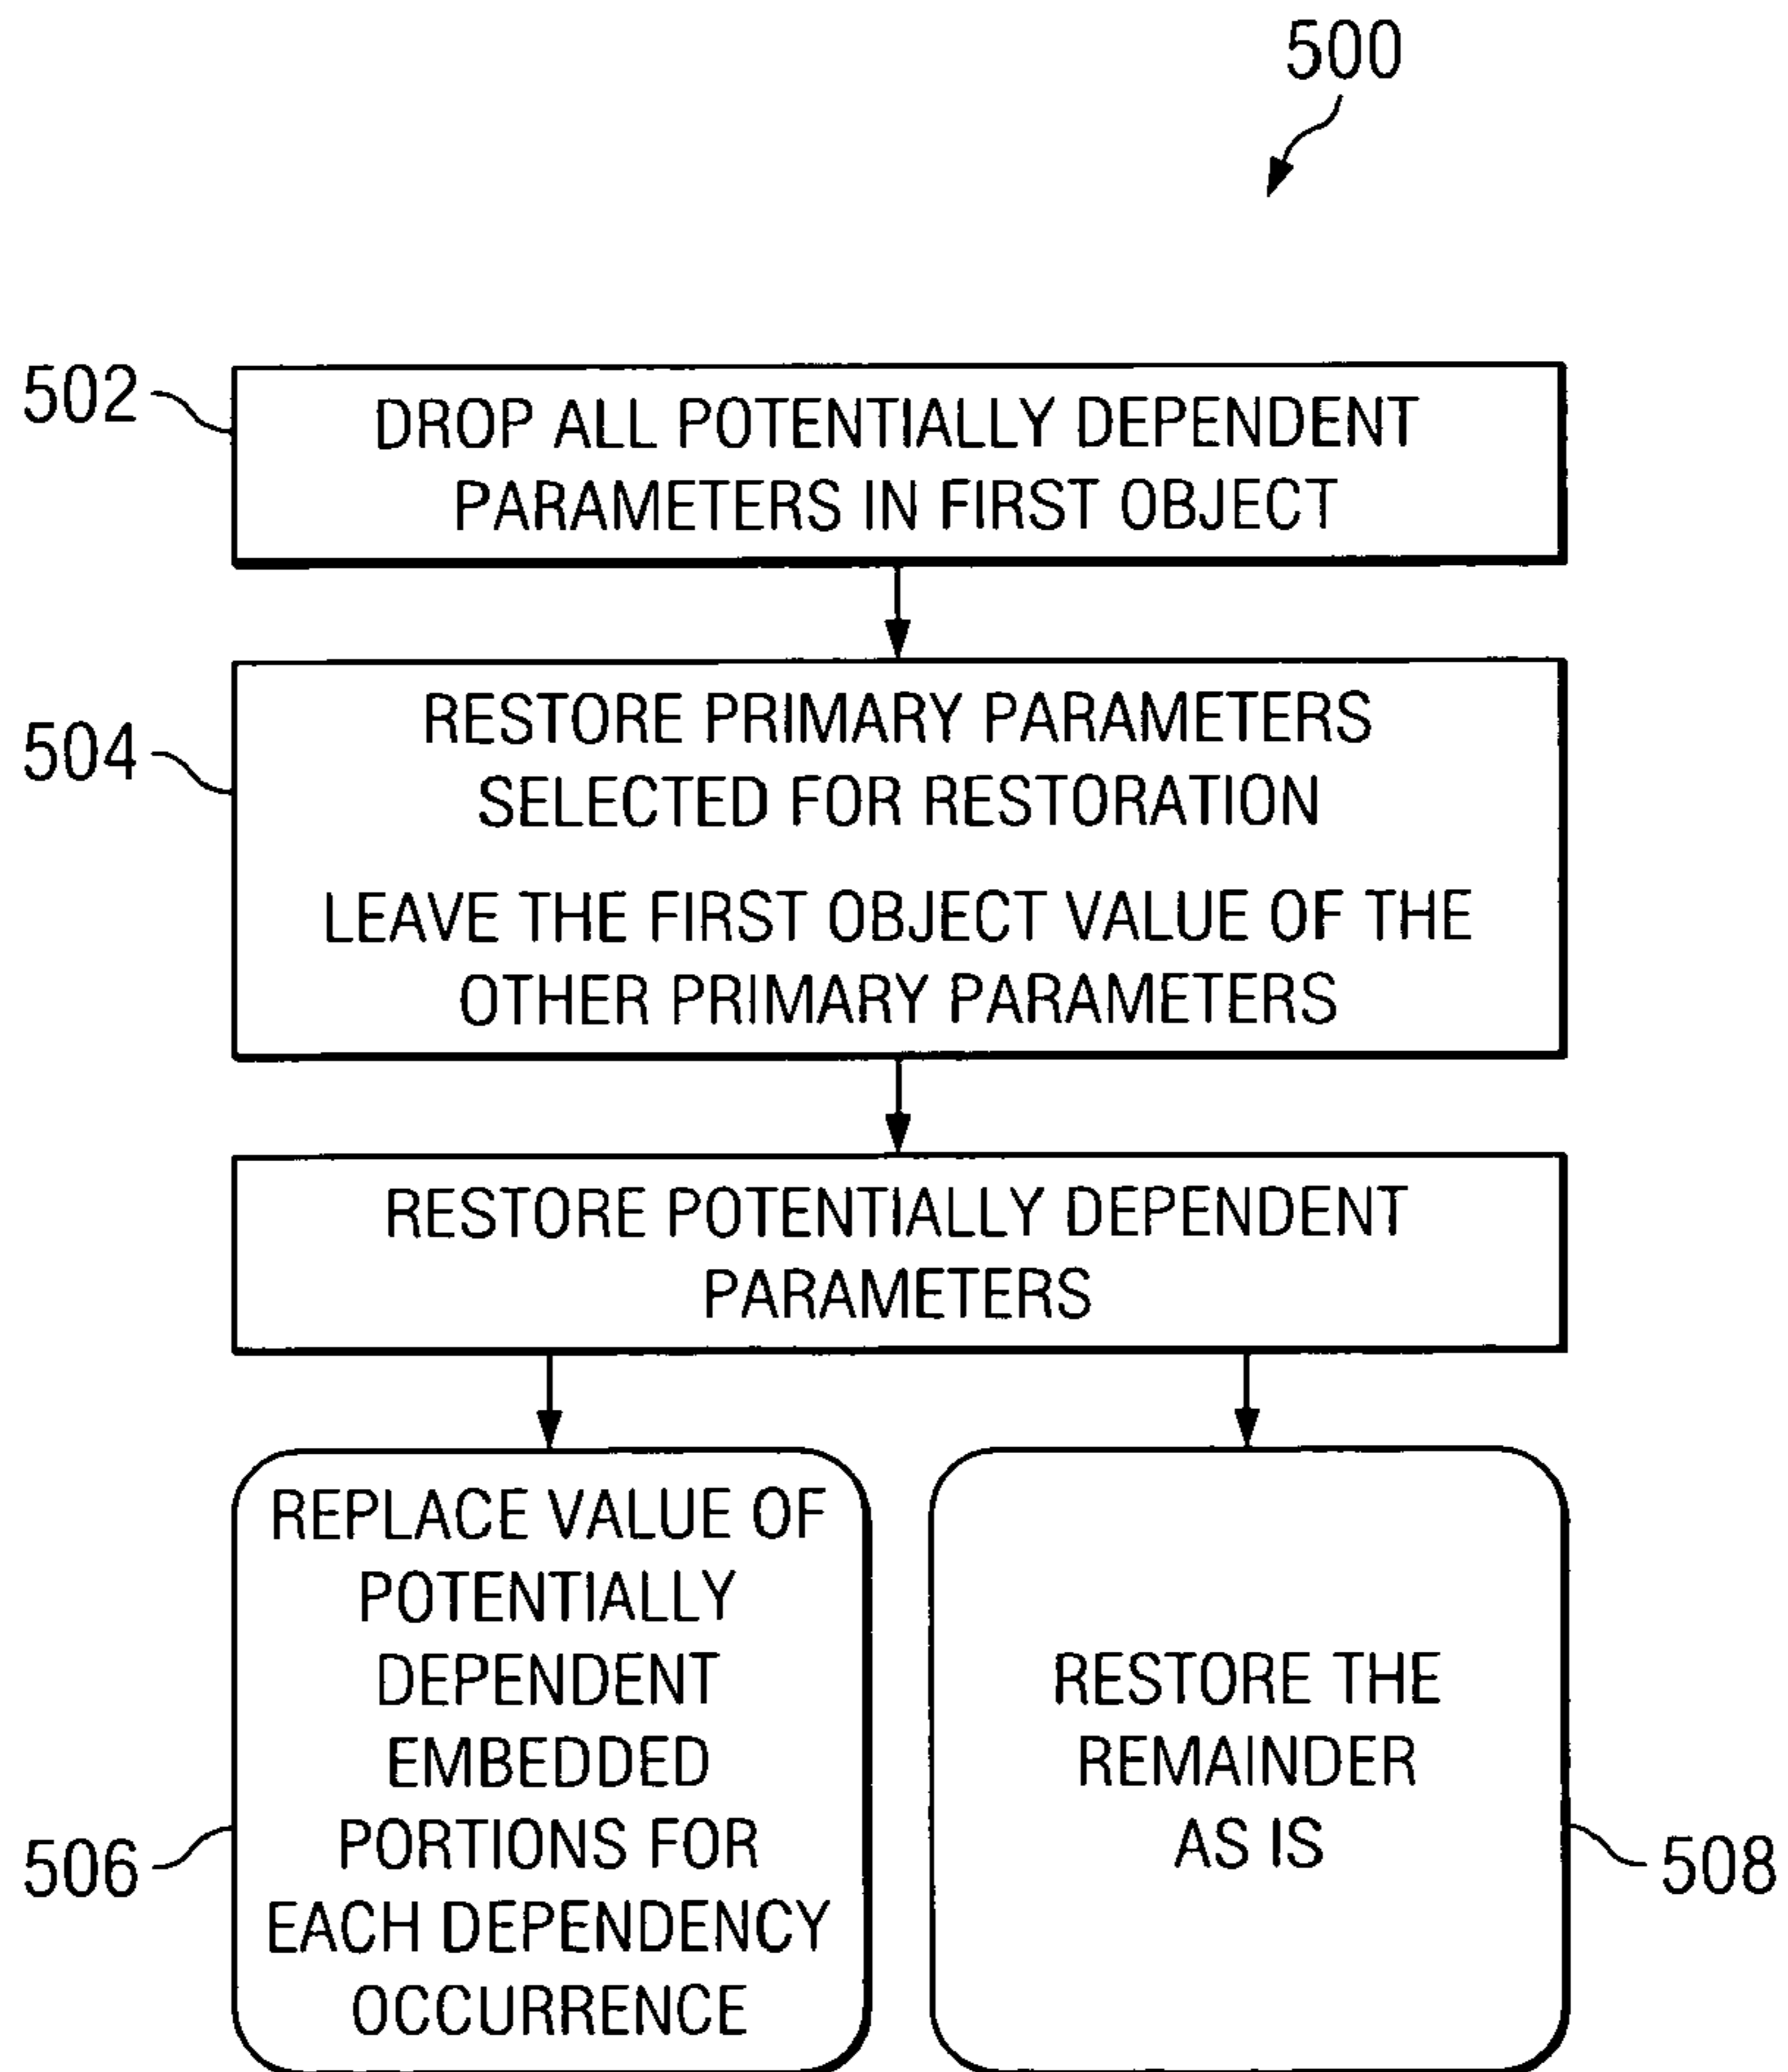 500
502
DROP ALL POTENTIALLY DEPENDENT
PARAMETERS IN FIRST OBJECT
504
RESTORE PRIMARY PARAMETERS
SELECTED FOR RESTORATION
LEAVE THE FIRST OBJECT VALUE OF THE
OTHER PRIMARY PARAMETERS
RESTORE POTENTIALLY DEPENDENT
PARAMETERS
506
REPLACE VALUE OF
POTENTIALLY
DEPENDENT
EMBEDDED
PORTIONS FOR
EACH DEPENDENCY
OCCURRENCE
RESTORE THE
REMAINDER
AS IS
508